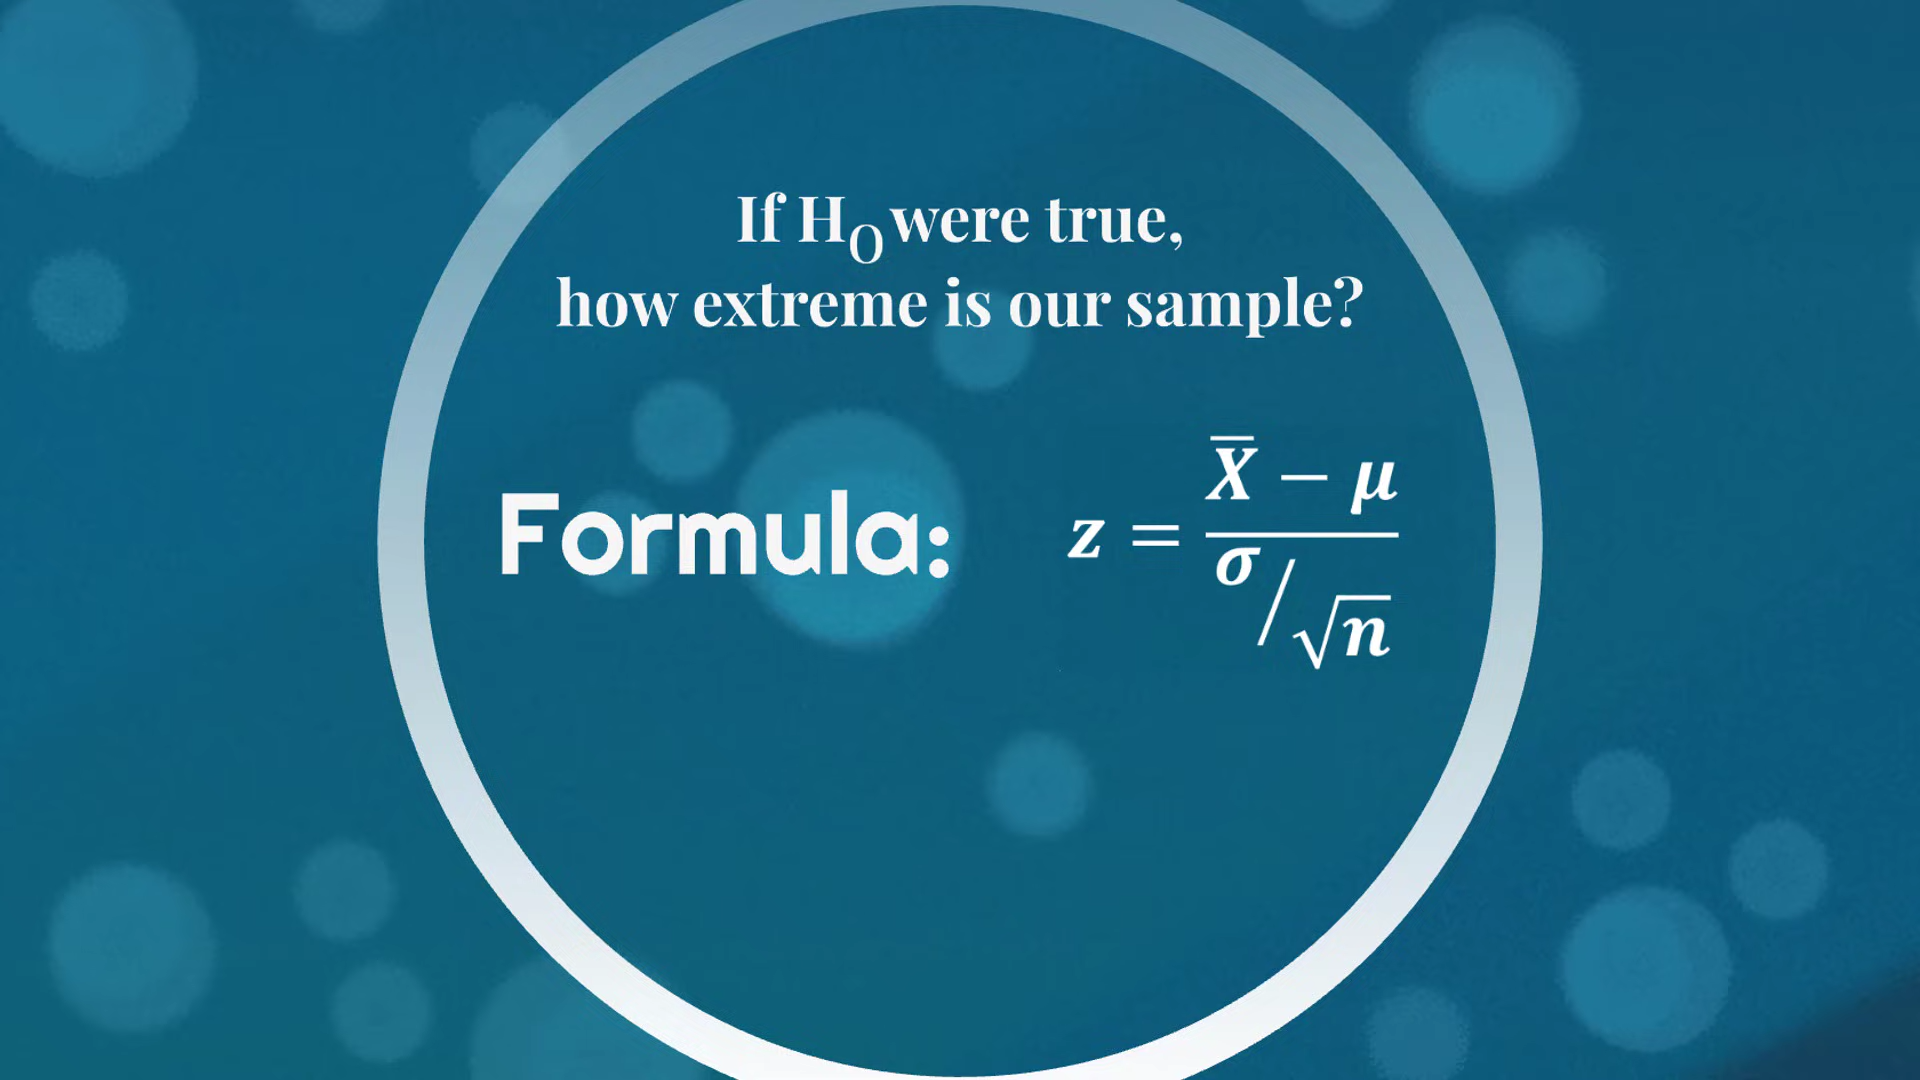 If H₀ were true,
how extreme is our sample?
Formula: z = (X̿ − μ) / (σ/√n)